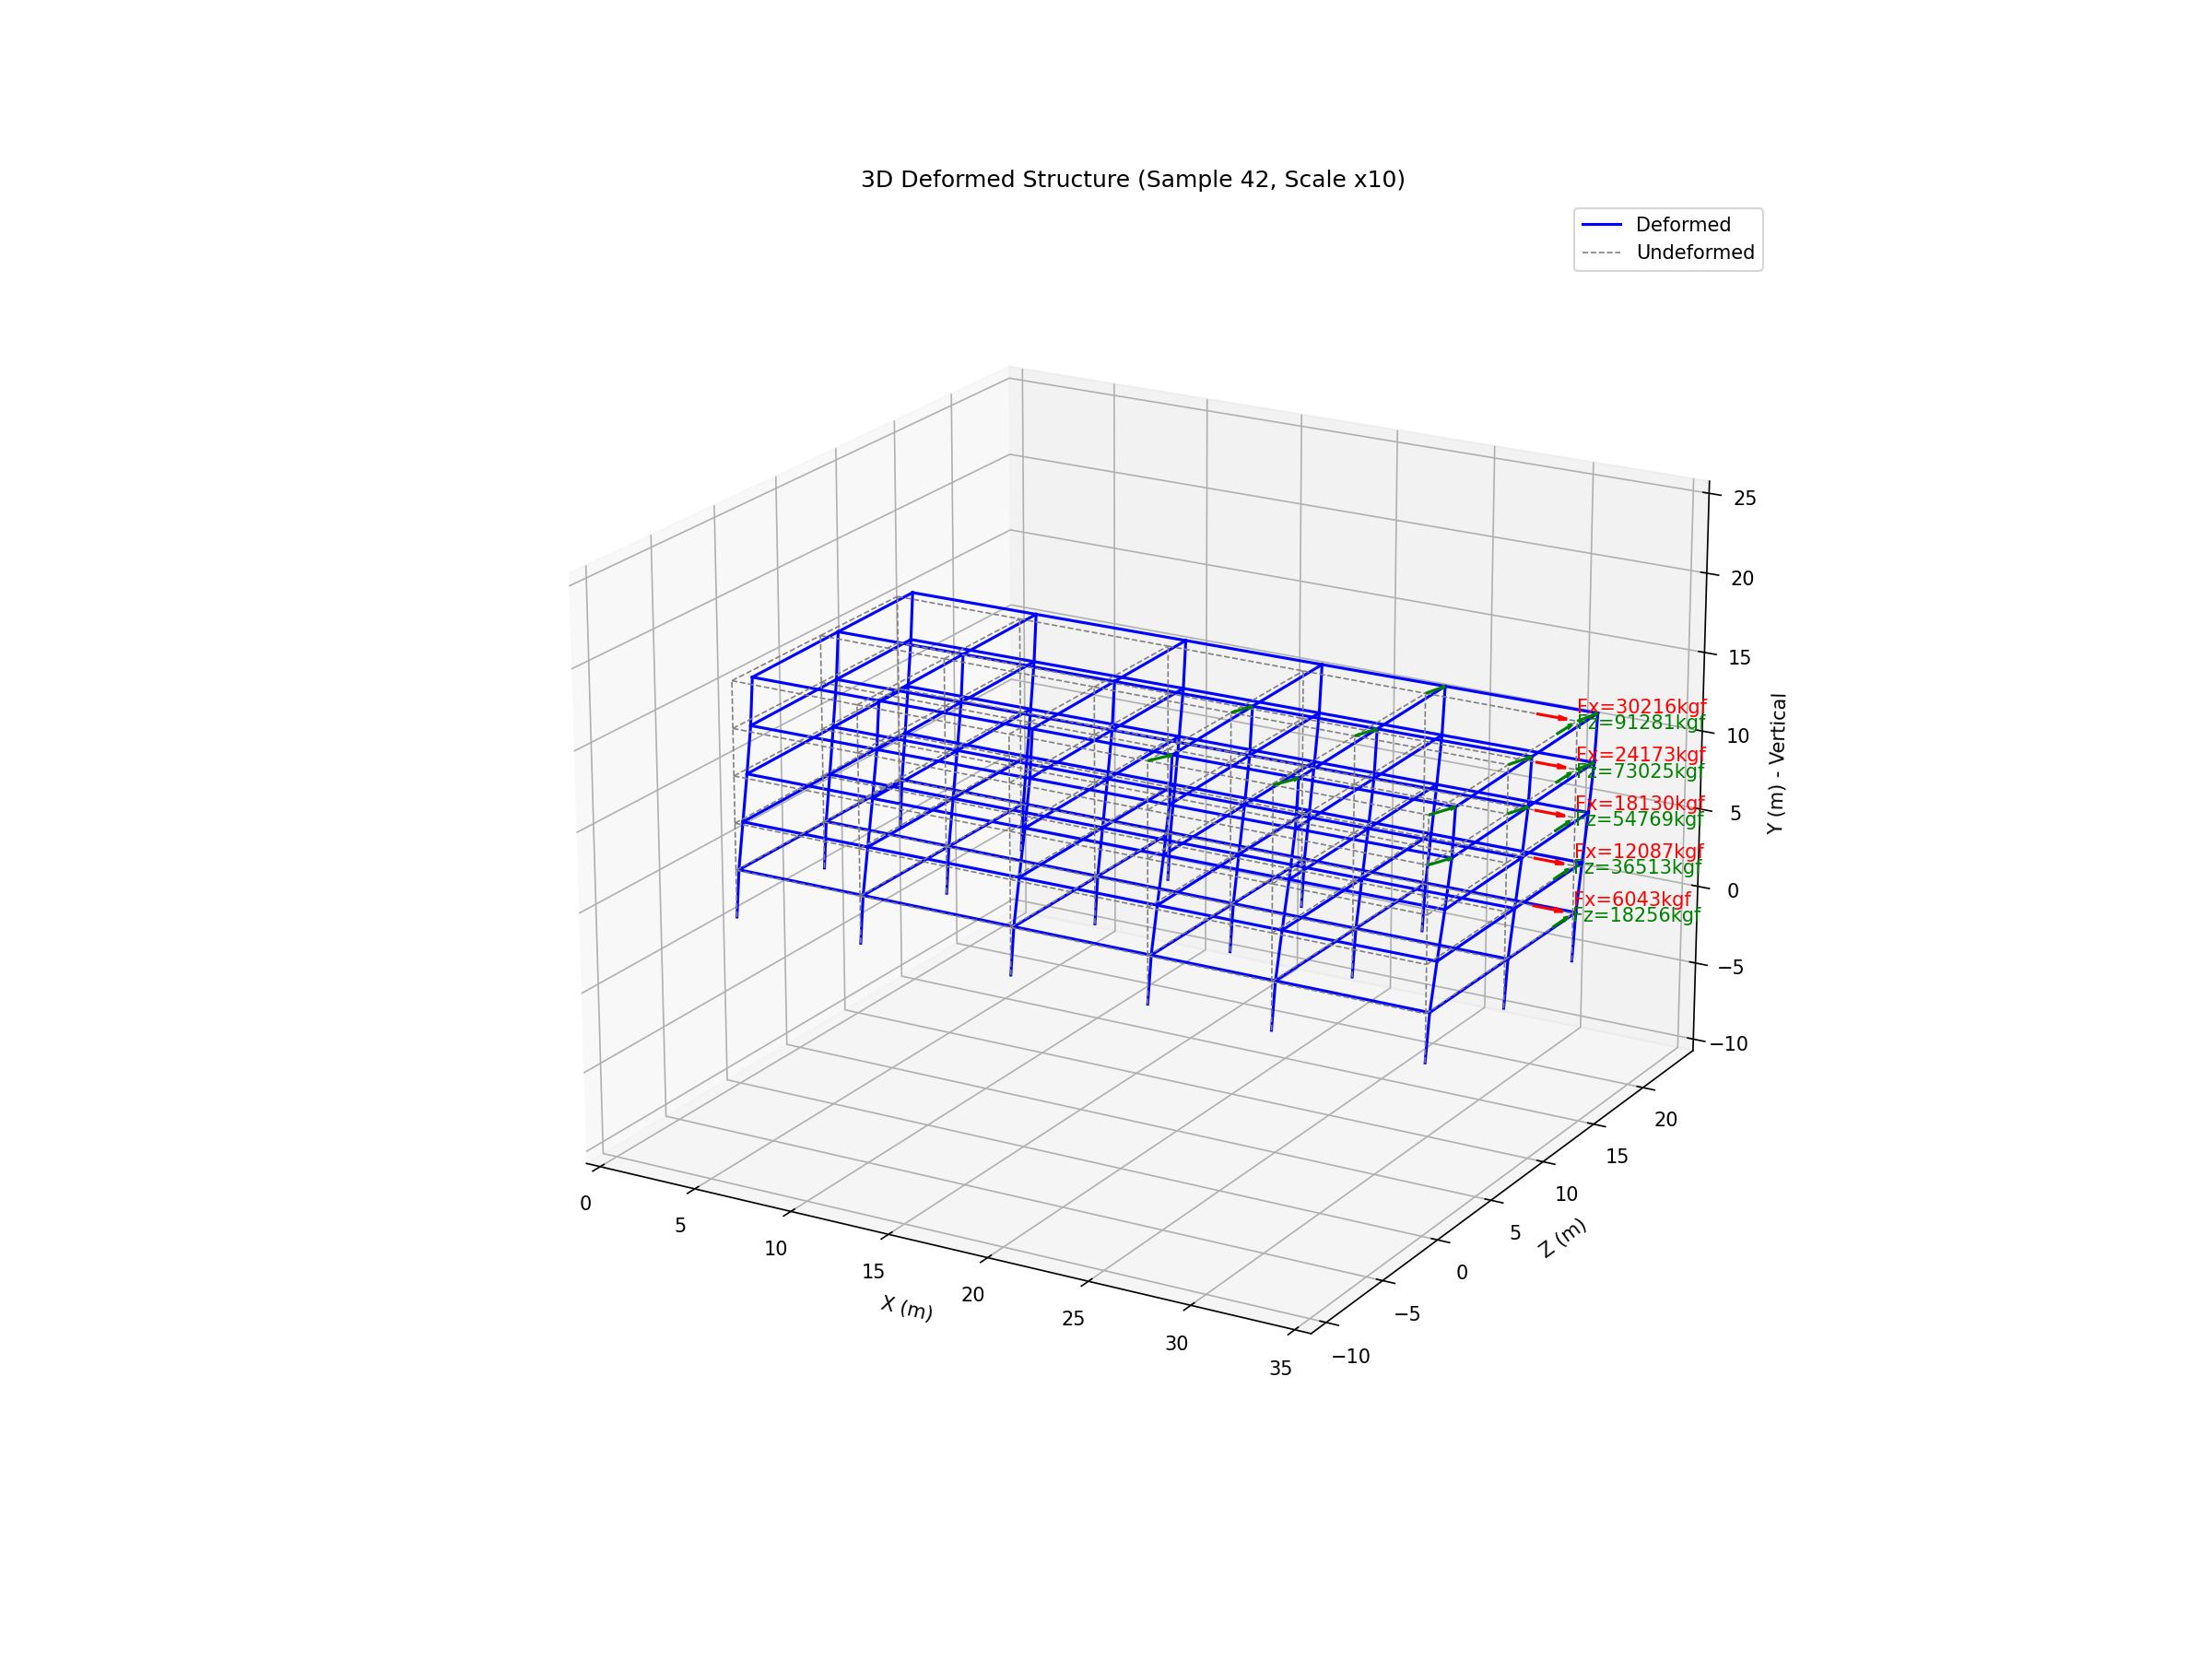 3D Deformed Structure (Sample 42, Scale x10)
Deformed
Undeformed
Fx=30216kgf
Fz=91281kgf
Fx=24173kgf
Fz=73025kgf
Fx=18130kgf
Fz=54769kgf
Fx=12087kgf
Fz=36513kgf
Fx=6043kgf
Fz=18256kgf
25
20
15
10
5
0
−5
−10
Y (m) - Vertical
20
15
10
5
0
−5
−10
Z (m)
0
5
10
15
20
25
30
35
X (m)